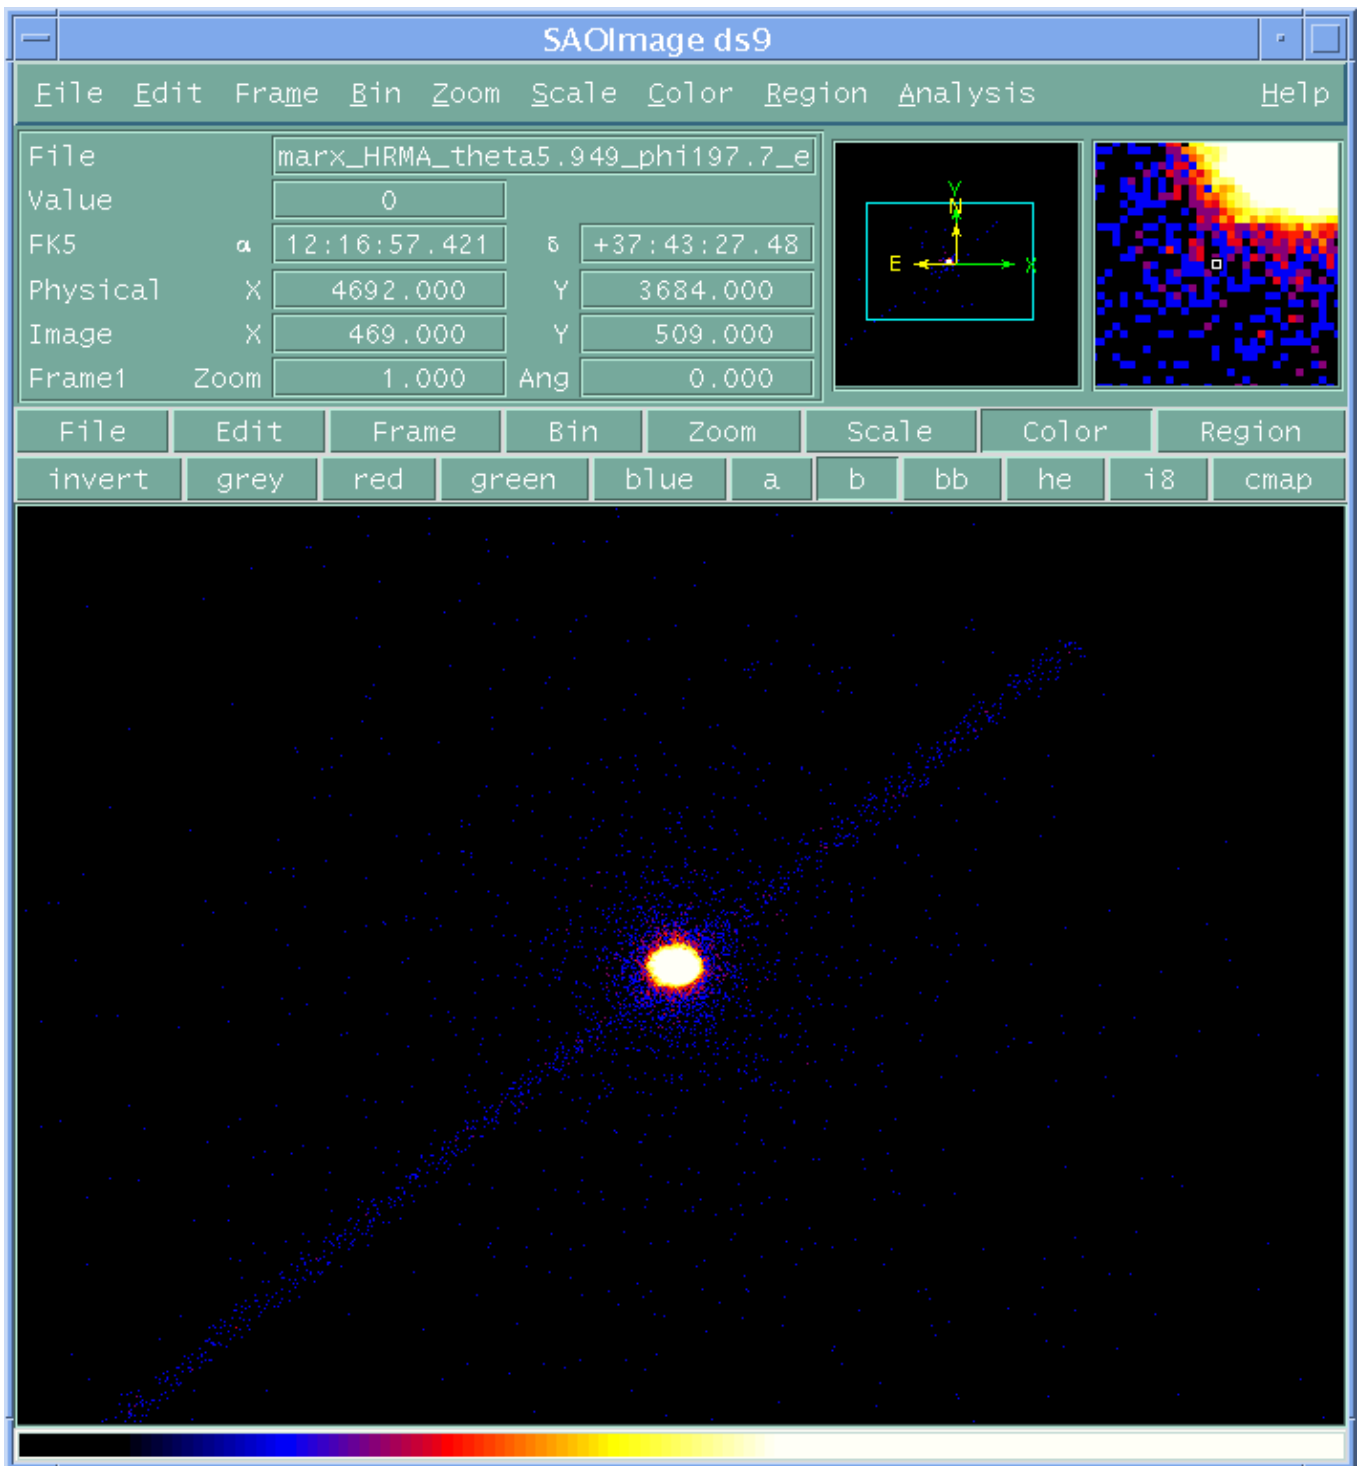 SAOImage ds9
File Edit Frame Bin Zoom Scale Color Region Analysis Help
File marx_HRMA_theta5.949_phi197.7_e
Value 0
FK5 α 12:16:57.421 δ +37:43:27.48
Physical X 4692.000 Y 3684.000
Image X 469.000 Y 509.000
Frame1 Zoom 1.000 Ang 0.000
Y
N
E X
File Edit Frame Bin Zoom Scale Color Region
invert grey red green blue a b bb he i8 cmap